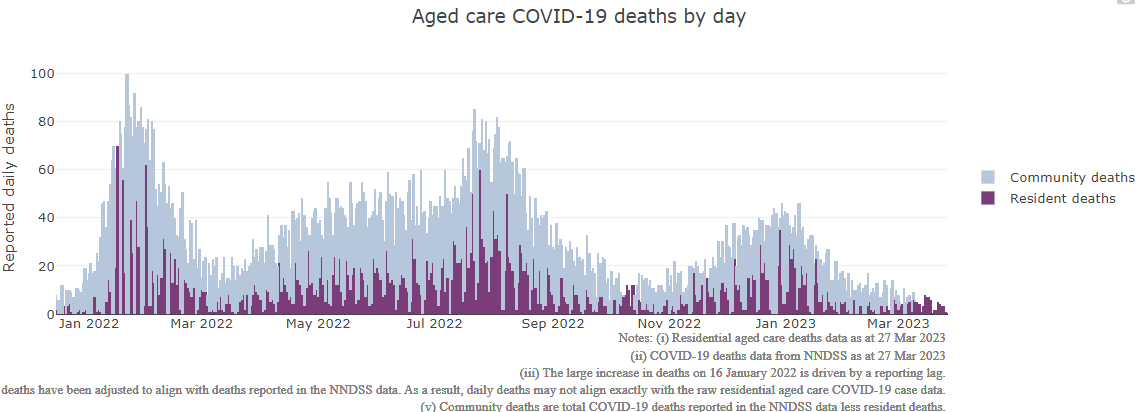 Aged care COVID-19 deaths by day
Reported daily deaths
100
80
60
40
20
0
Jan 2022
Mar 2022
May 2022
Jul 2022
Sep 2022
Nov 2022
Jan 2023
Mar 2023
Community deaths
Resident deaths
Notes: (i) Residential aged care deaths data as at 27 Mar 2023
(ii) COVID-19 deaths data from NNDSS as at 27 Mar 2023
(iii) The large increase in deaths on 16 January 2022 is driven by a reporting lag.
deaths have been adjusted to align with deaths reported in the NNDSS data. As a result, daily deaths may not align exactly with the raw residential aged care COVID-19 case data.
(v) Community deaths are total COVID-19 deaths reported in the NNDSS data less resident deaths.